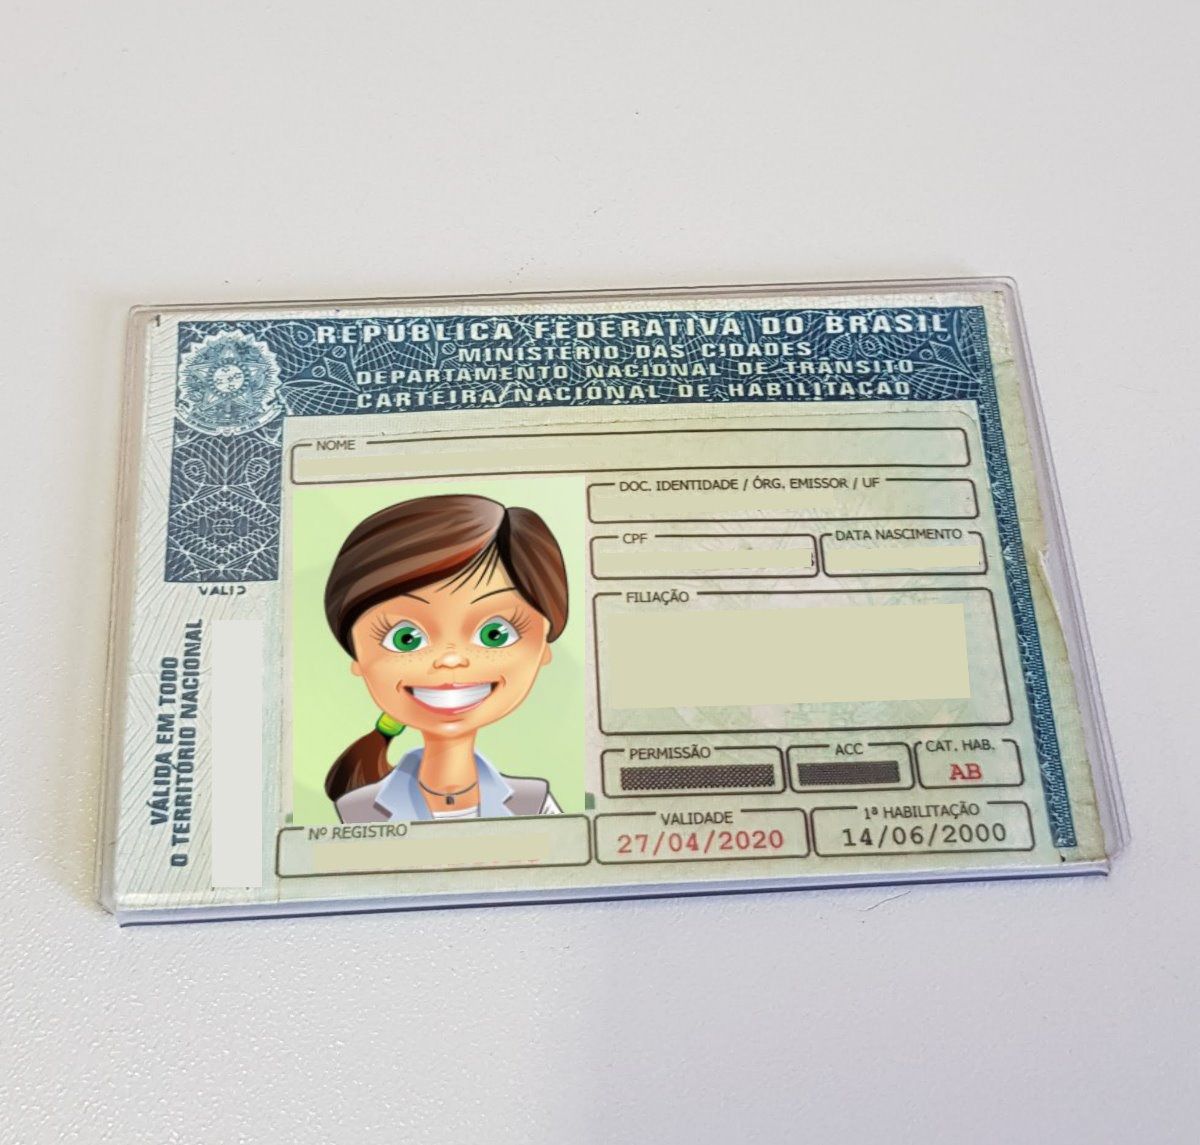 1
REPÚBLICA FEDERATIVA DO BRASIL
MINISTÉRIO DAS CIDADES
DEPARTAMENTO NACIONAL DE TRÂNSITO
CARTEIRA NACIONAL DE HABILITAÇÃO
NOME
DOC. IDENTIDADE / ÓRG. EMISSOR / UF
CPF
DATA NASCIMENTO
FILIAÇÃO
PERMISSÃO
ACC
CAT. HAB.
AB
Nº REGISTRO
VALIDADE
27/04/2020
1ª HABILITAÇÃO
14/06/2000
VÁLIDA EM TODO
O TERRITÓRIO NACIONAL